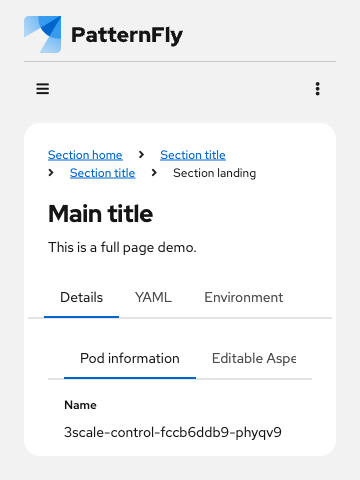 PatternFly
Section home > Section title
> Section title > Section landing
Main title
This is a full page demo.
Details YAML Environment
Pod information Editable Aspe
Name
3scale-control-fccb6ddb9-phyqv9